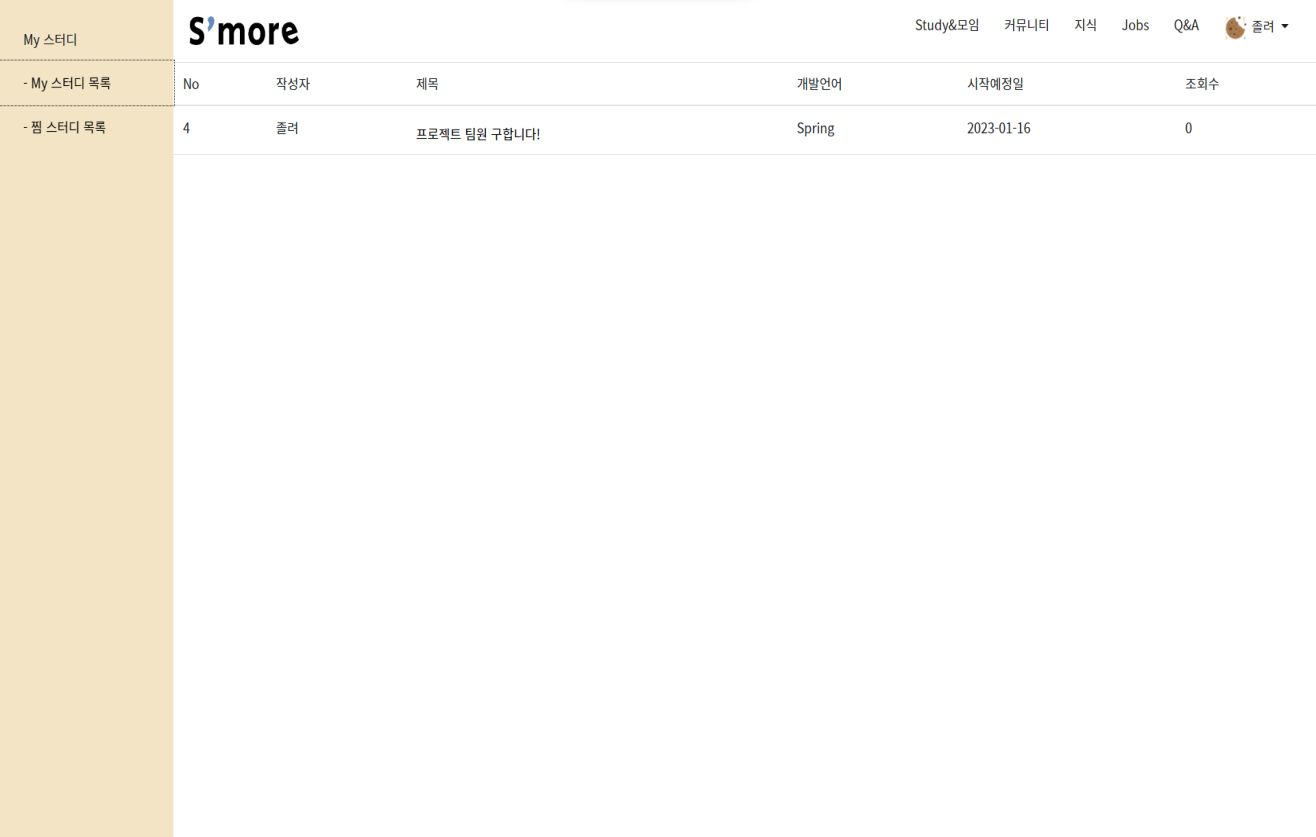 My 스터디
- My 스터디 목록
- 찜 스터디 목록
S'more
Study&모임 커뮤니티 지식 Jobs Q&A 졸려
No 작성자 제목 개발언어 시작예정일 조회수
4 졸려 프로젝트 팀원 구합니다! Spring 2023-01-16 0